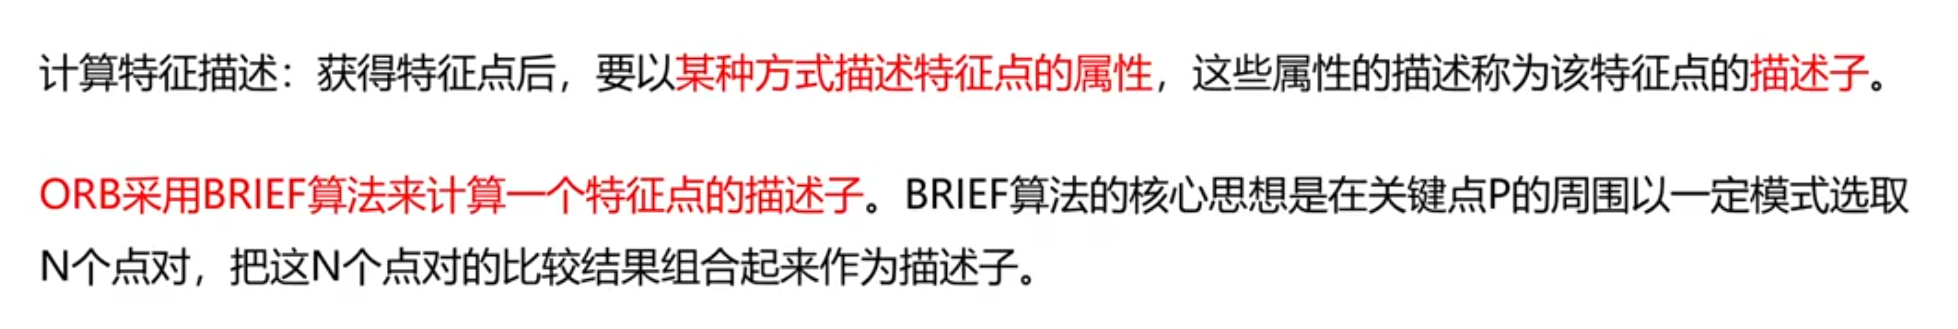 计算特征描述：获得特征点后，要以某种方式描述特征点的属性，这些属性的描述称为该特征点的描述子。
ORB采用BRIEF算法来计算一个特征点的描述子。BRIEF算法的核心思想是在关键点P的周围以一定模式选取
N个点对，把这N个点对的比较结果组合起来作为描述子。